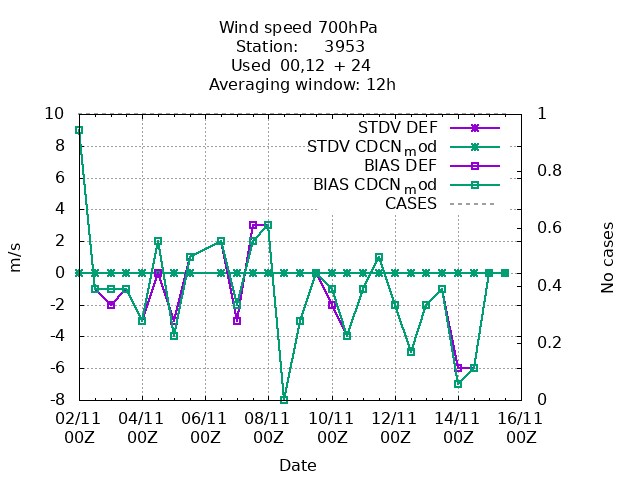 Wind speed 700hPa
Station: 3953
Used 00,12 + 24
Averaging window: 12h
10 1
STDV DEF
8
STDV CDCN_mod
0.8
BIAS DEF
6
BIAS CDCN_mod
CASES
4
0.6
2
m/s
No cases
0
0.4
-2
-4
0.2
-6
-8 0
02/11 04/11 06/11 08/11 10/11 12/11 14/11 16/11
00Z 00Z 00Z 00Z 00Z 00Z 00Z 00Z
Date